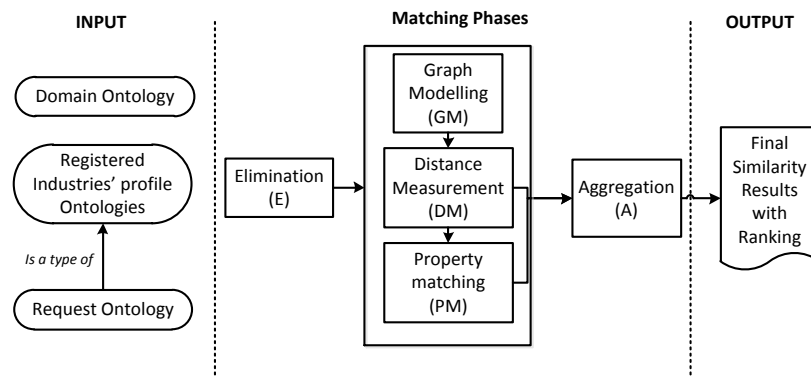 INPUT
Matching Phases
OUTPUT
Domain Ontology
Registered
Industries' profile
Ontologies
Is a type of
Request Ontology
Elimination
(E)
Graph
Modelling
(GM)
Distance
Measurement
(DM)
Property
matching
(PM)
Aggregation
(A)
Final
Similarity
Results
with
Ranking